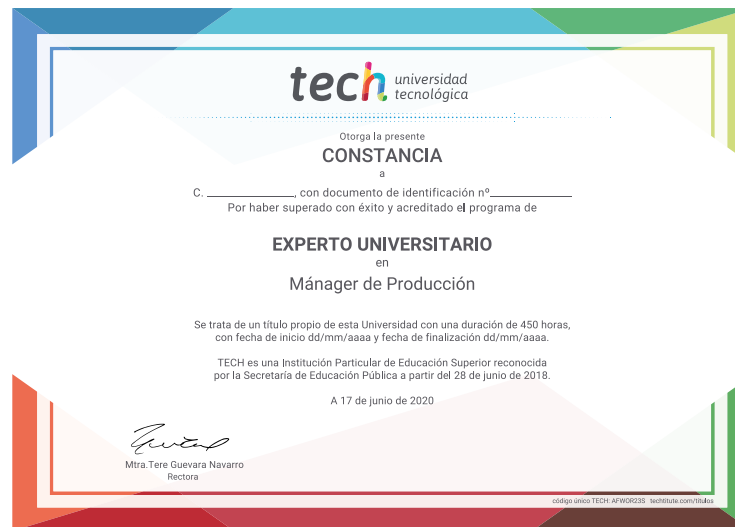 tech universidad
tecnológica
Otorga la presente
CONSTANCIA
a
C. ________________, con documento de identificación nº______________
Por haber superado con éxito y acreditado el programa de
EXPERTO UNIVERSITARIO
en
Mánager de Producción
Se trata de un título propio de esta Universidad con una duración de 450 horas,
con fecha de inicio dd/mm/aaaa y fecha de finalización dd/mm/aaaa.
TECH es una Institución Particular de Educación Superior reconocida
por la Secretaría de Educación Pública a partir del 28 de junio de 2018.
A 17 de junio de 2020
Mtra.Tere Guevara Navarro
Rectora
código único TECH: AFWOR23S techtitute.com/titulos